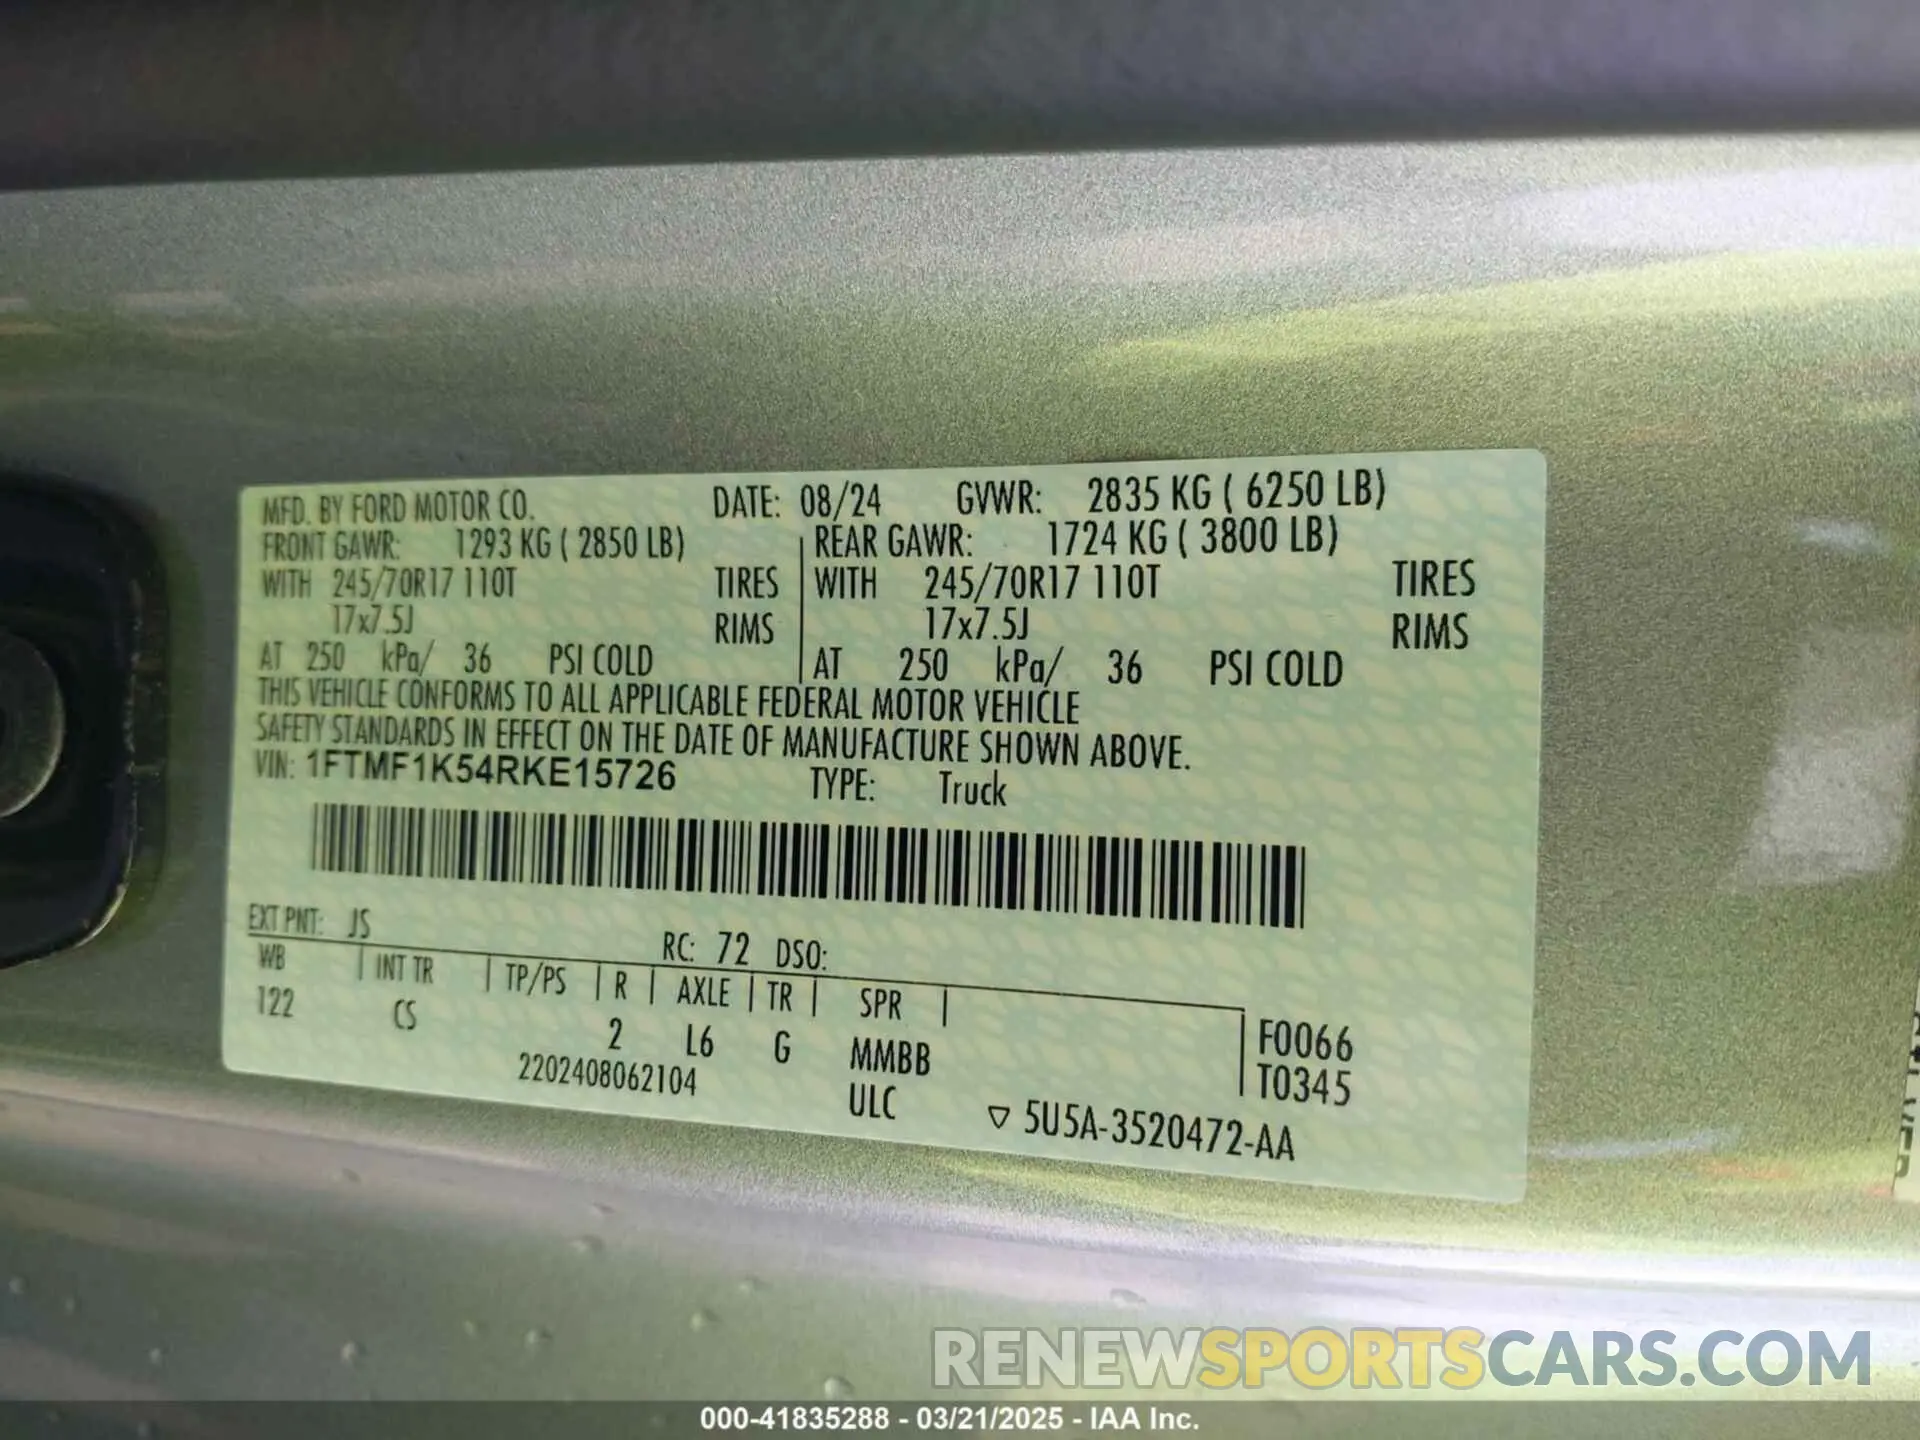 MFD. BY FORD MOTOR CO. DATE: 08/24 GVWR: 2835 KG ( 6250 LB)
FRONT GAWR: 1293 KG ( 2850 LB) REAR GAWR: 1724 KG ( 3800 LB)
WITH 245/70R17 110T TIRES WITH 245/70R17 110T TIRES
17x7.5J RIMS 17x7.5J RIMS
AT 250 kPa/ 36 PSI COLD AT 250 kPa/ 36 PSI COLD
THIS VEHICLE CONFORMS TO ALL APPLICABLE FEDERAL MOTOR VEHICLE
SAFETY STANDARDS IN EFFECT ON THE DATE OF MANUFACTURE SHOWN ABOVE.
VIN: 1FTMF1K54RKE15726 TYPE: Truck
EXT PNT: JS RC: 72 DSO:
WB INT TR TP/PS R AXLE TR SPR
122 CS 2 L6 G MMBB F0066
2202408062104 ULC T0345
▽ 5U5A-3520472-AA
RENEWSPORTSCARS.COM
000-41835288 - 03/21/2025 - IAA Inc.